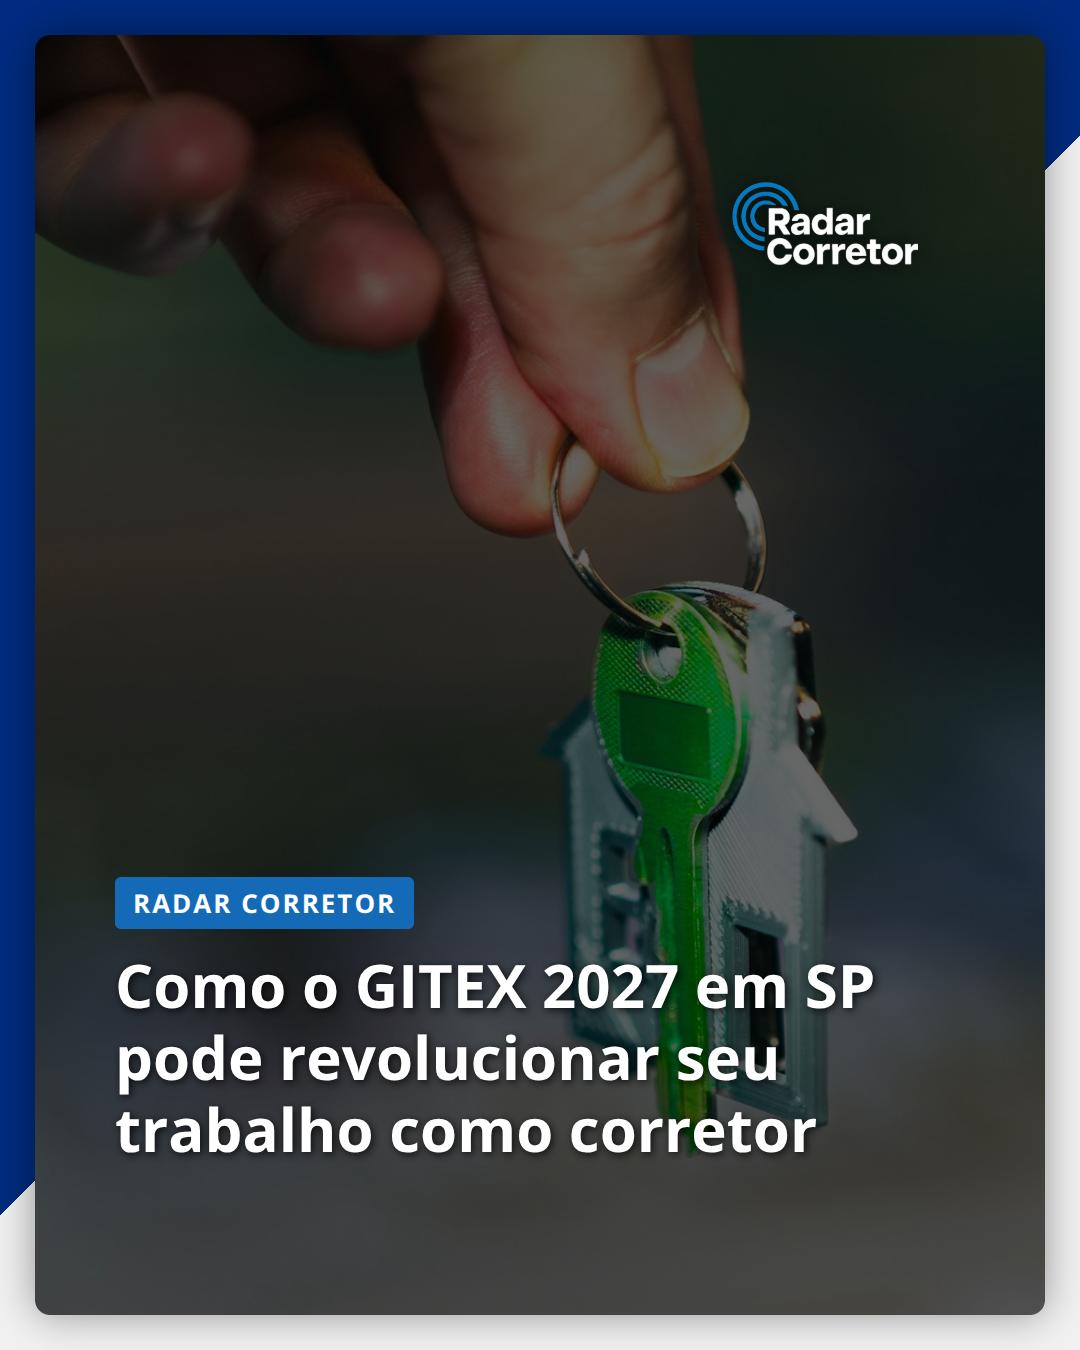 Radar
Corretor
RADAR CORRETOR
Como o GITEX 2027 em SP
pode revolucionar seu
trabalho como corretor